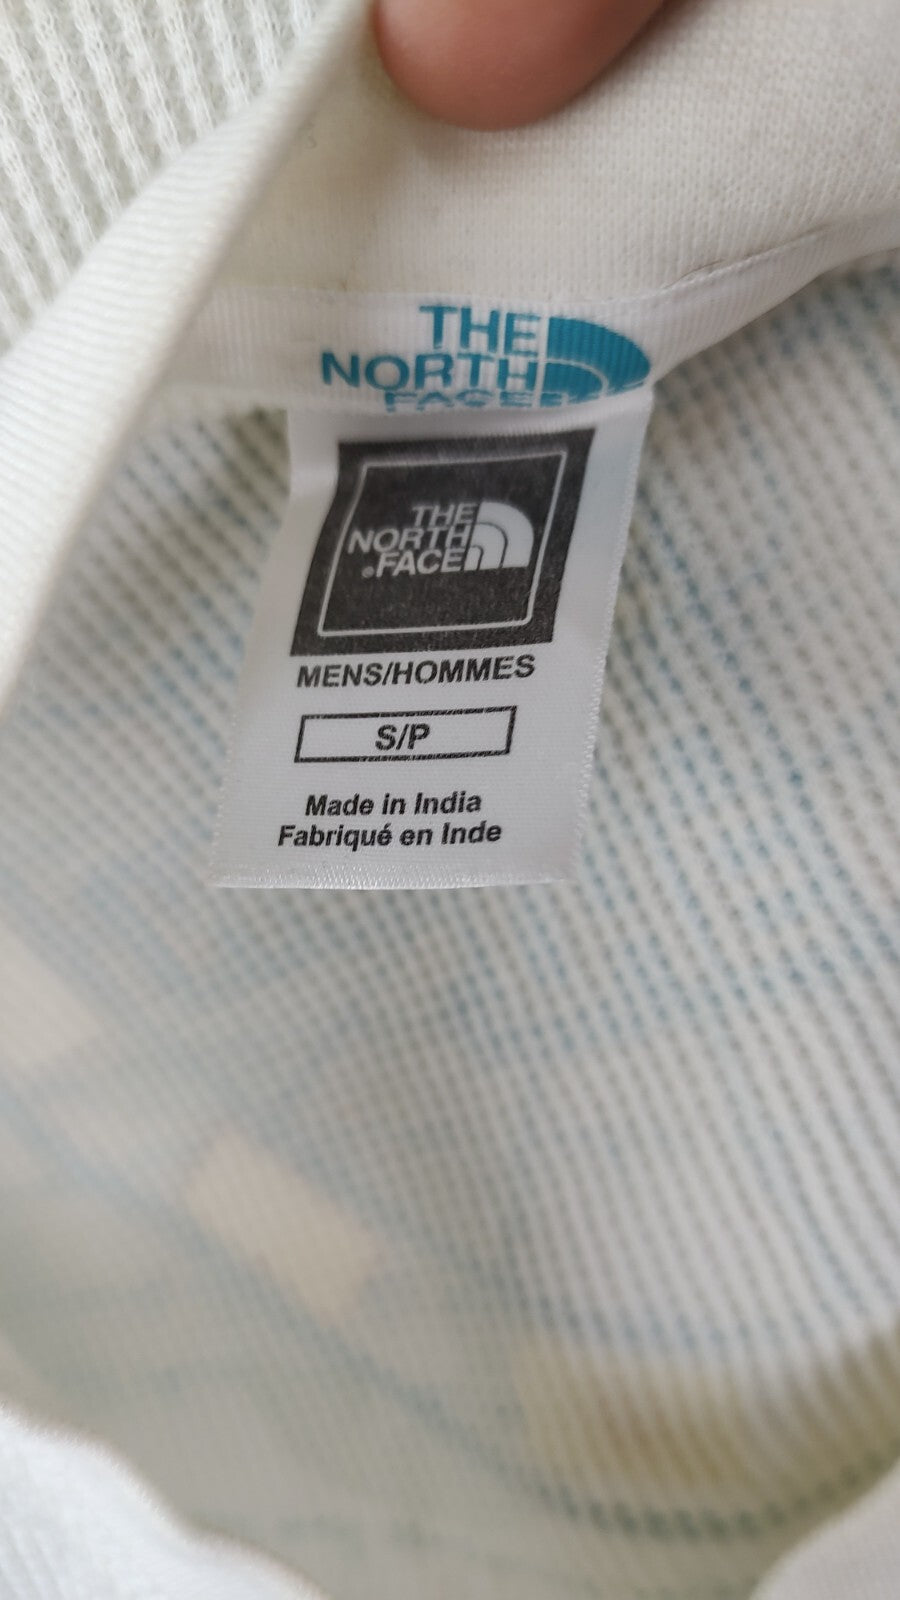 THE
NORTH
FACE
THE
NORTH
FACE
MENS/HOMMES
S/P
Made in India
Fabriqué en Inde